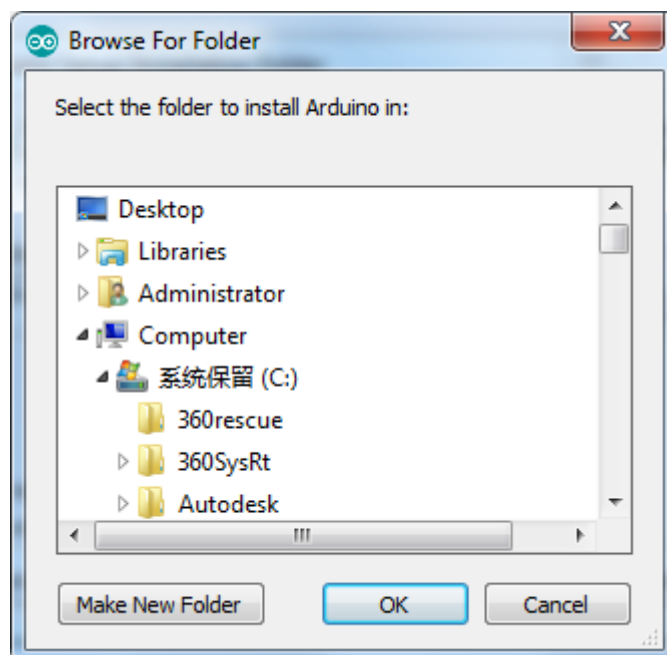 Browse For Folder
Select the folder to install Arduino in:
Desktop
Libraries
Administrator
Computer
系统保留 (C:)
360rescue
360SysRt
Autodesk
Make New Folder OK Cancel